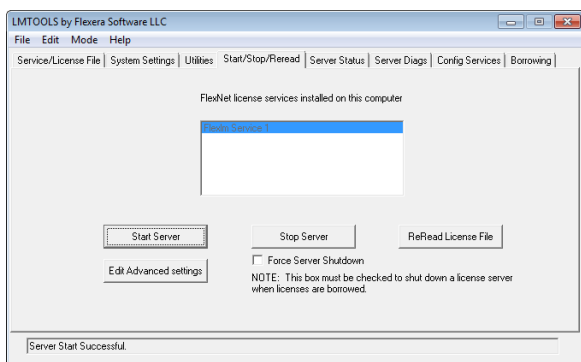 LMTOOLS by Flexera Software LLC
File Edit Mode Help
Service/License File System Settings Utilities Start/Stop/Reread Server Status Server Diags Config Services Borrowing
FlexNet license services installed on this computer
Flexlm Service 1
Start Server Stop Server ReRead License File
Edit Advanced settings Force Server Shutdown
NOTE: This box must be checked to shut down a license server
when licenses are borrowed.
Server Start Successful.